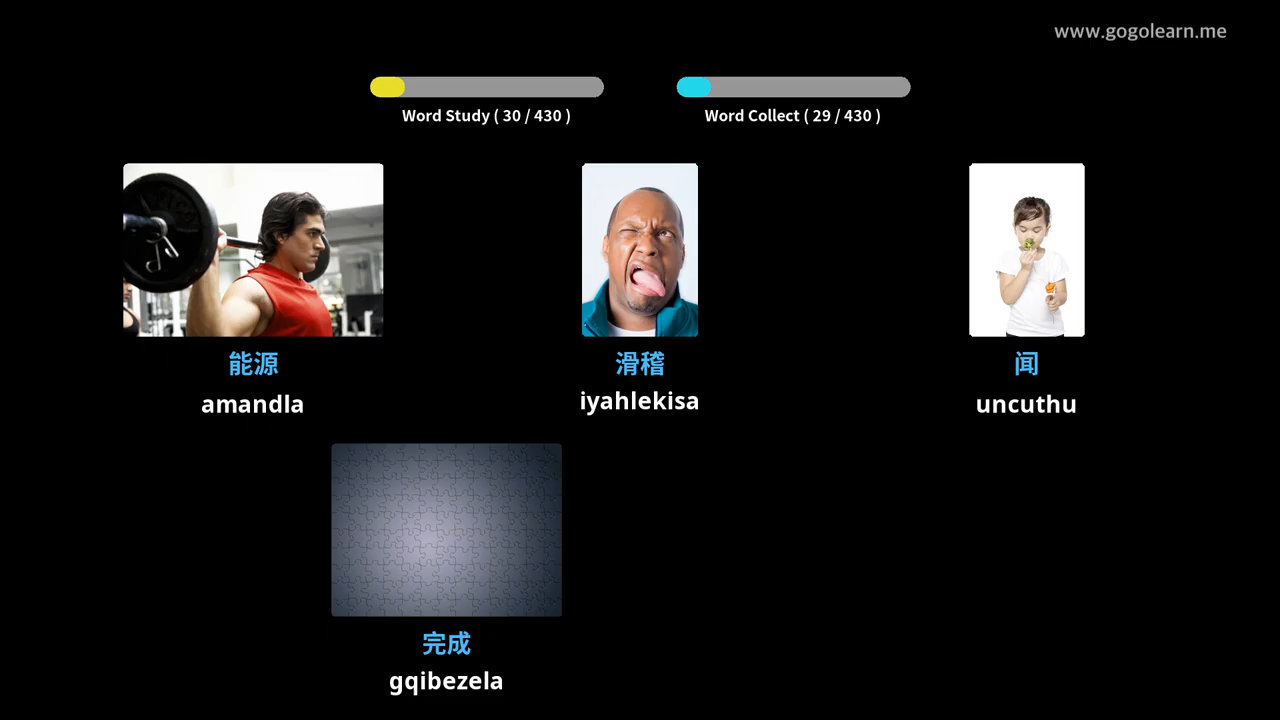 www.gogolearn.me
Word Study ( 30 / 430 )
Word Collect ( 29 / 430 )
能源
amandla
滑稽
iyahlekisa
闻
uncuthu
完成
gqibezela